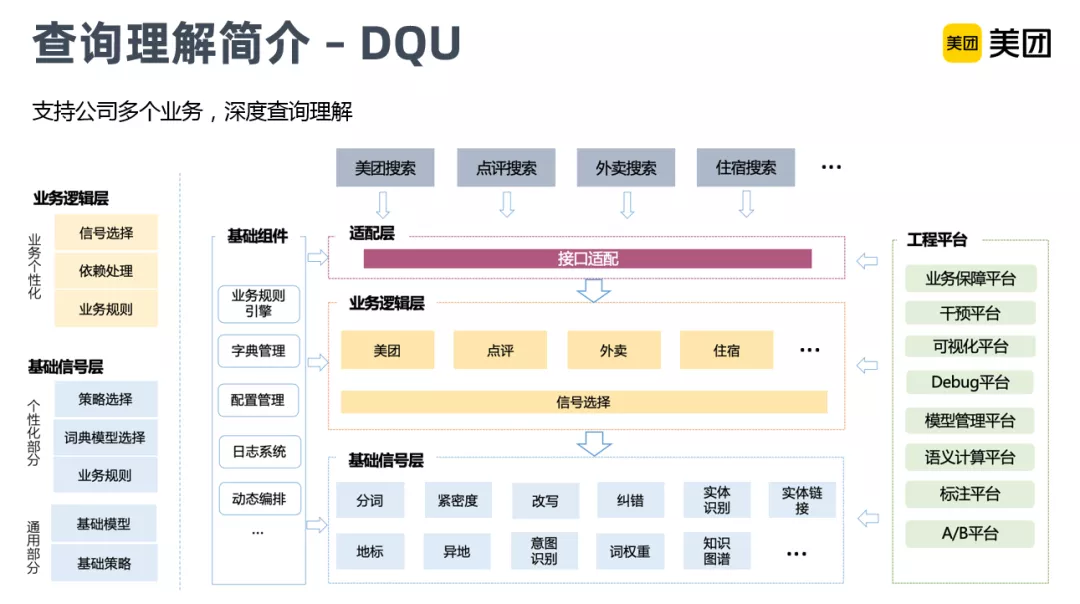 查询理解简介 – DQU
美团 美团
支持公司多个业务，深度查询理解
业务逻辑层
业务个性化
信号选择
依赖处理
业务规则
基础信号层
个性化部分
策略选择
词典模型选择
业务规则
通用部分
基础模型
基础策略
美团搜索
点评搜索
外卖搜索
住宿搜索
...
基础组件
业务规则
引擎
字典管理
配置管理
日志系统
动态编排
...
适配层
接口适配
业务逻辑层
美团
点评
外卖
住宿
...
信号选择
基础信号层
分词
紧密度
改写
纠错
实体
识别
实体链
接
地标
异地
意图
识别
词权重
知识
图谱
...
工程平台
业务保障平台
干预平台
可视化平台
Debug平台
模型管理平台
语义计算平台
标注平台
A/B平台